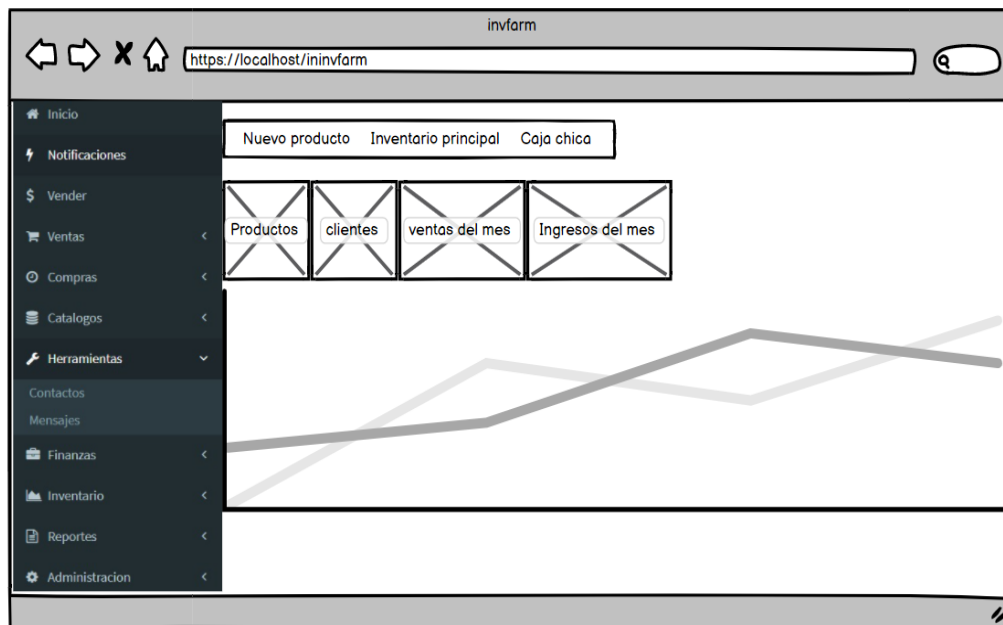 invfarm
https://localhost/ininvfarm
Inicio
Notificaciones
Vender
Ventas
Compras
Catalogos
Herramientas
Contactos
Mensajes
Finanzas
Inventario
Reportes
Administracion
Nuevo producto Inventario principal Caja chica
Productos clientes ventas del mes Ingresos del mes